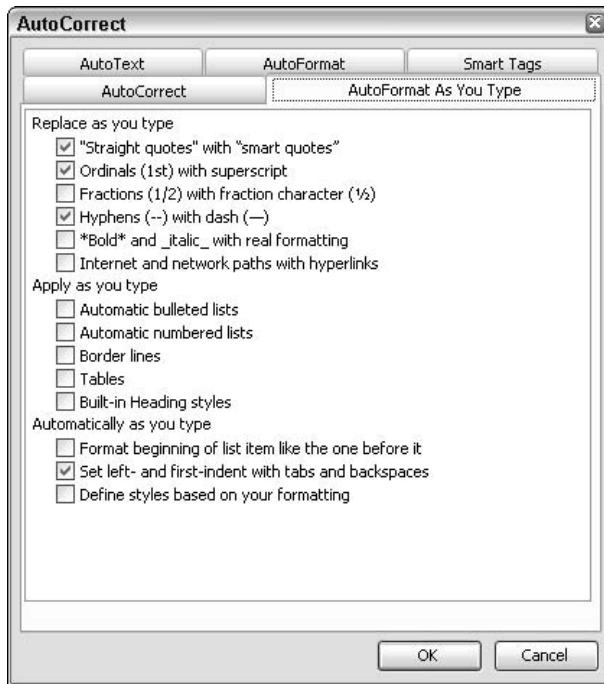 AutoCorrect
AutoText AutoFormat Smart Tags
AutoCorrect AutoFormat As You Type
Replace as you type
"Straight quotes" with “smart quotes”
Ordinals (1st) with superscript
Fractions (1/2) with fraction character (½)
Hyphens (--) with dash (—)
*Bold* and _italic_ with real formatting
Internet and network paths with hyperlinks
Apply as you type
Automatic bulleted lists
Automatic numbered lists
Border lines
Tables
Built-in Heading styles
Automatically as you type
Format beginning of list item like the one before it
Set left- and first-indent with tabs and backspaces
Define styles based on your formatting
OK Cancel